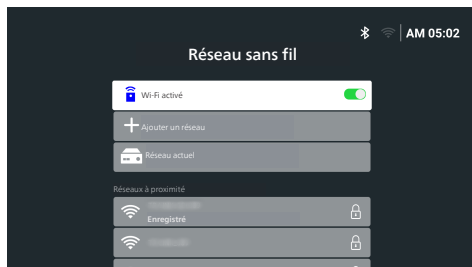 AM 05:02
Réseau sans fil
Wi-Fi activé
Ajouter un réseau
Réseau actuel
Réseaux à proximité
Enregistré